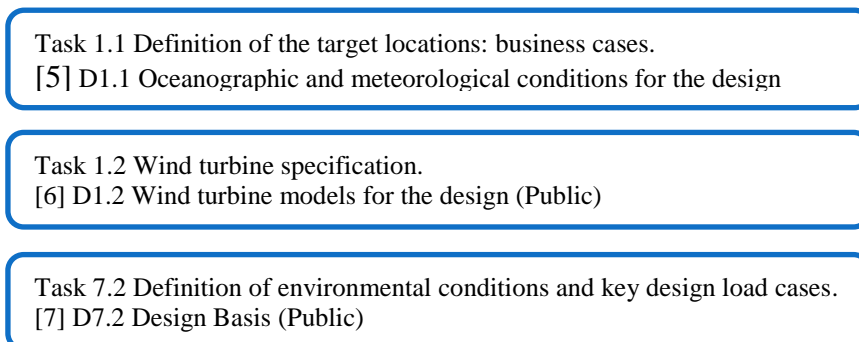 Task 1.1 Definition of the target locations: business cases.
[5] D1.1 Oceanographic and meteorological conditions for the design
Task 1.2 Wind turbine specification.
[6] D1.2 Wind turbine models for the design (Public)
Task 7.2 Definition of environmental conditions and key design load cases.
[7] D7.2 Design Basis (Public)